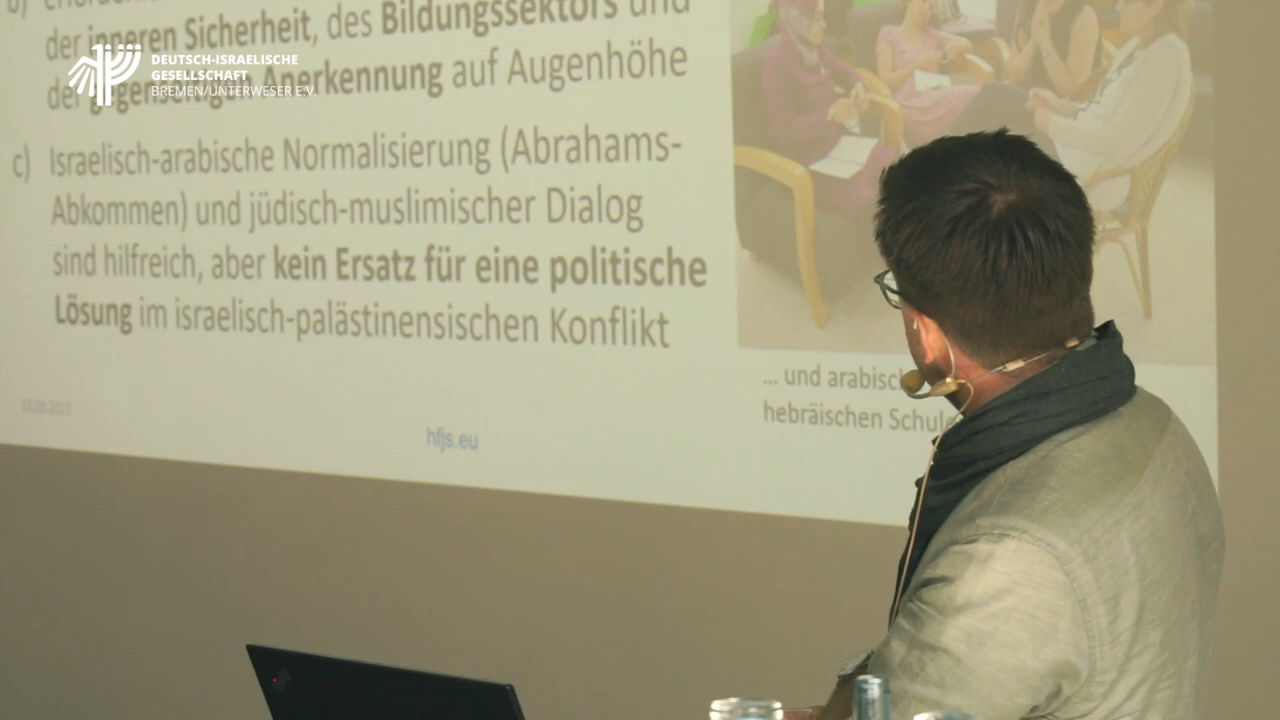 b)
der inneren Sicherheit, des Bildungssektors und
der gegenseitigen Anerkennung auf Augenhöhe
DEUTSCH-ISRAELISCHE
GESELLSCHAFT
BREMEN/UNTERWESER E.V.
c) Israelisch-arabische Normalisierung (Abrahams-
Abkommen) und jüdisch-muslimischer Dialog
sind hilfreich, aber kein Ersatz für eine politische
Lösung im israelisch-palästinensischen Konflikt
... und arabisch
hebräischen Schule
hfjs.eu